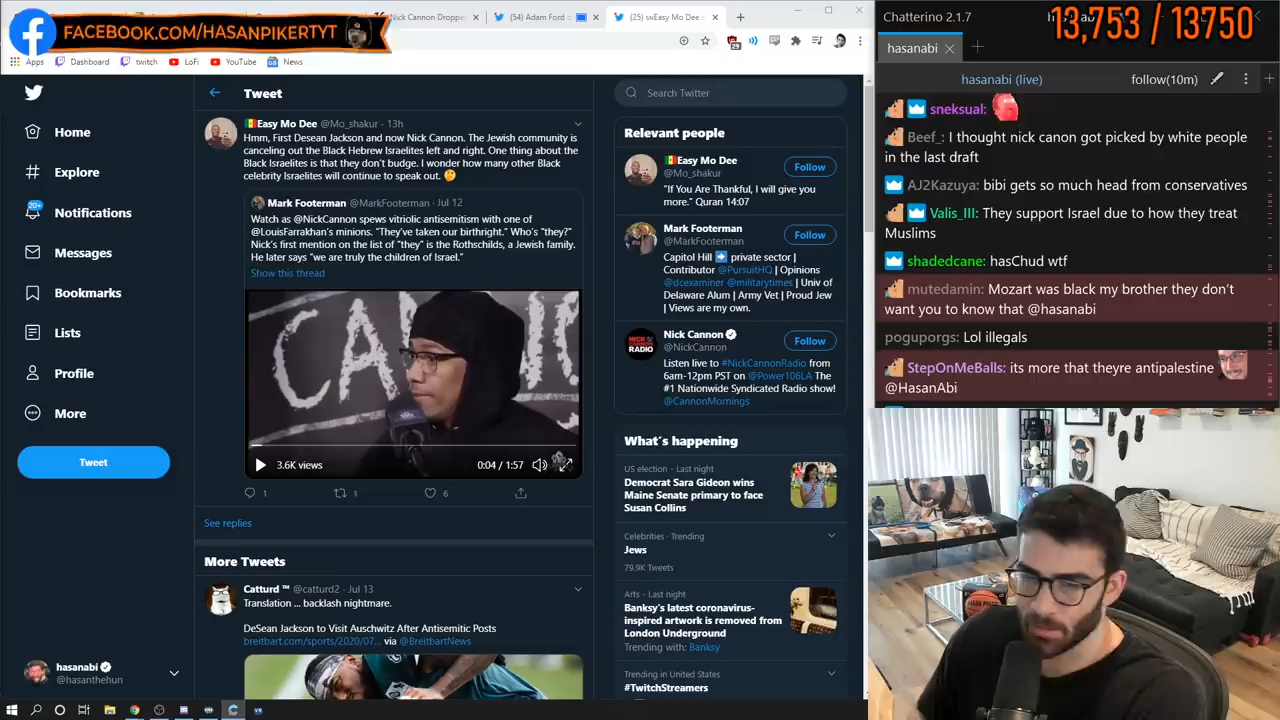 FACEBOOK.COM/HASANPIKERTYT
Nick Cannon Droppe
(54) Adam Ford
(25) Easy Mo Dee
29
Apps
Dashboard
twitch
LoFi
YouTube
News
Home
Explore
20+
Notifications
Messages
Bookmarks
Lists
Profile
More
Tweet
hasanabi
@hasanthehun
Tweet
Easy Mo Dee @Mo_shakur · 13h
Hmm, First Desean Jackson and now Nick Cannon. The Jewish community is
canceling out the Black Hebrew Israelites left and right. One thing about the
Black Israelites is that they don't budge. I wonder how many other Black
celebrity Israelites will continue to speak out.
Mark Footerman @MarkFooterman · Jul 12
Watch as @NickCannon spews vitriolic antisemitism with one of
@LouisFarrakhan's minions. "They've taken our birthright." Who's "they?"
Nick's first mention on the list of "they" is the Rothschilds, a Jewish family.
He later says "we are truly the children of Israel."
Show this thread
CA
3.6K views
0:04 / 1:57
1
1
6
See replies
More Tweets
Catturd ™ @catturd2 · Jul 13
Translation ... backlash nightmare.
DeSean Jackson to Visit Auschwitz After Antisemitic Posts
breitbart.com/sports/2020/07... via @BreitbartNews
Search Twitter
Relevant people
Easy Mo Dee
@Mo_shakur
Follow
"If You Are Thankful, I will give you
more." Quran 14:07
Mark Footerman
@MarkFooterman
Follow
Capitol Hill private sector |
Contributor @PursuitHQ | Opinions
@dcexaminer @militarytimes | Univ of
Delaware Alum | Army Vet | Proud Jew
| Views are my own.
NICK CANNON RADIO
Nick Cannon
@NickCannon
Follow
Listen live to #NickCannonRadio from
6am-12pm PST on @Power106LA The
#1 Nationwide Syndicated Radio show!
@CannonMornings
What's happening
US election · Last night
Democrat Sara Gideon wins
Maine Senate primary to face
Susan Collins
Celebrities · Trending
Jews
79.9K Tweets
Arts · Last night
Banksy's latest coronavirus-
inspired artwork is removed from
London Underground
Trending with: Banksy
Trending in United States
#TwitchStreamers
Chatterino 2.1.7
13,753 / 13750
hasanabi
hasanabi (live)
follow(10m)
sneksual:
Beef_: I thought nick canon got picked by white people
in the last draft
AJ2Kazuya: bibi gets so much head from conservatives
Valis_III: They support Israel due to how they treat
Muslims
shadedcane: hasChud wtf
mutedamin: Mozart was black my brother they don't
want you to know that @hasanabi
poguporgs: Lol illegals
StepOnMeBalls: its more that theyre antipalestine
@HasanAbi